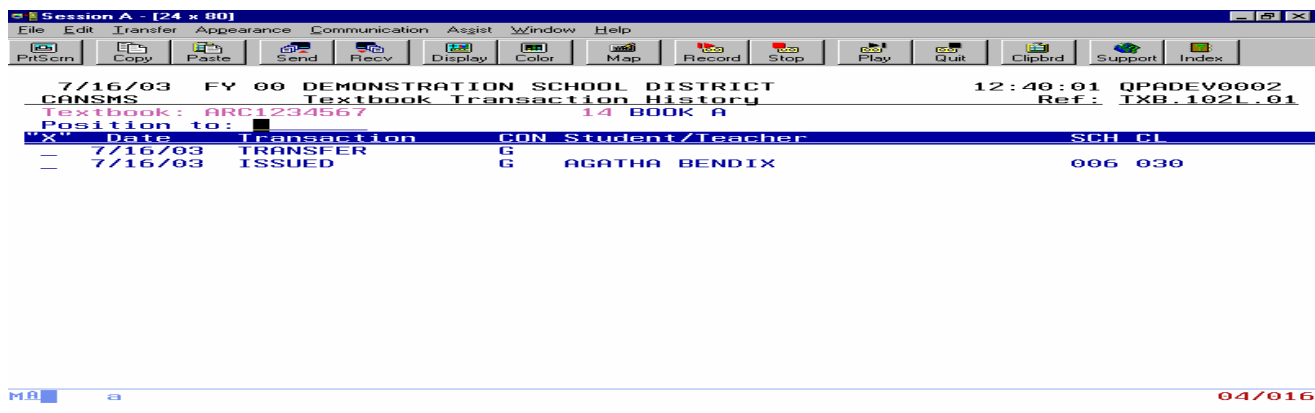 Session A - [24 x 80]
File Edit Transfer Appearance Communication Assist Window Help
PrtScrn Copy Paste Send Recv Display Color Map Record Stop Play Quit Clipbrd Support Index
7/16/03 FY 00 DEMONSTRATION SCHOOL DISTRICT 12:40:01 QPADEV0002
CANSMS Textbook Transaction History Ref: TXB.102L.01
Textbook: ARC1234567 14 BOOK A
Position to:
"X" Date Transaction CON Student/Teacher SCH CL
_ 7/16/03 TRANSFER G
_ 7/16/03 ISSUED G AGATHA BENDIX 006 030
MA a 04/016